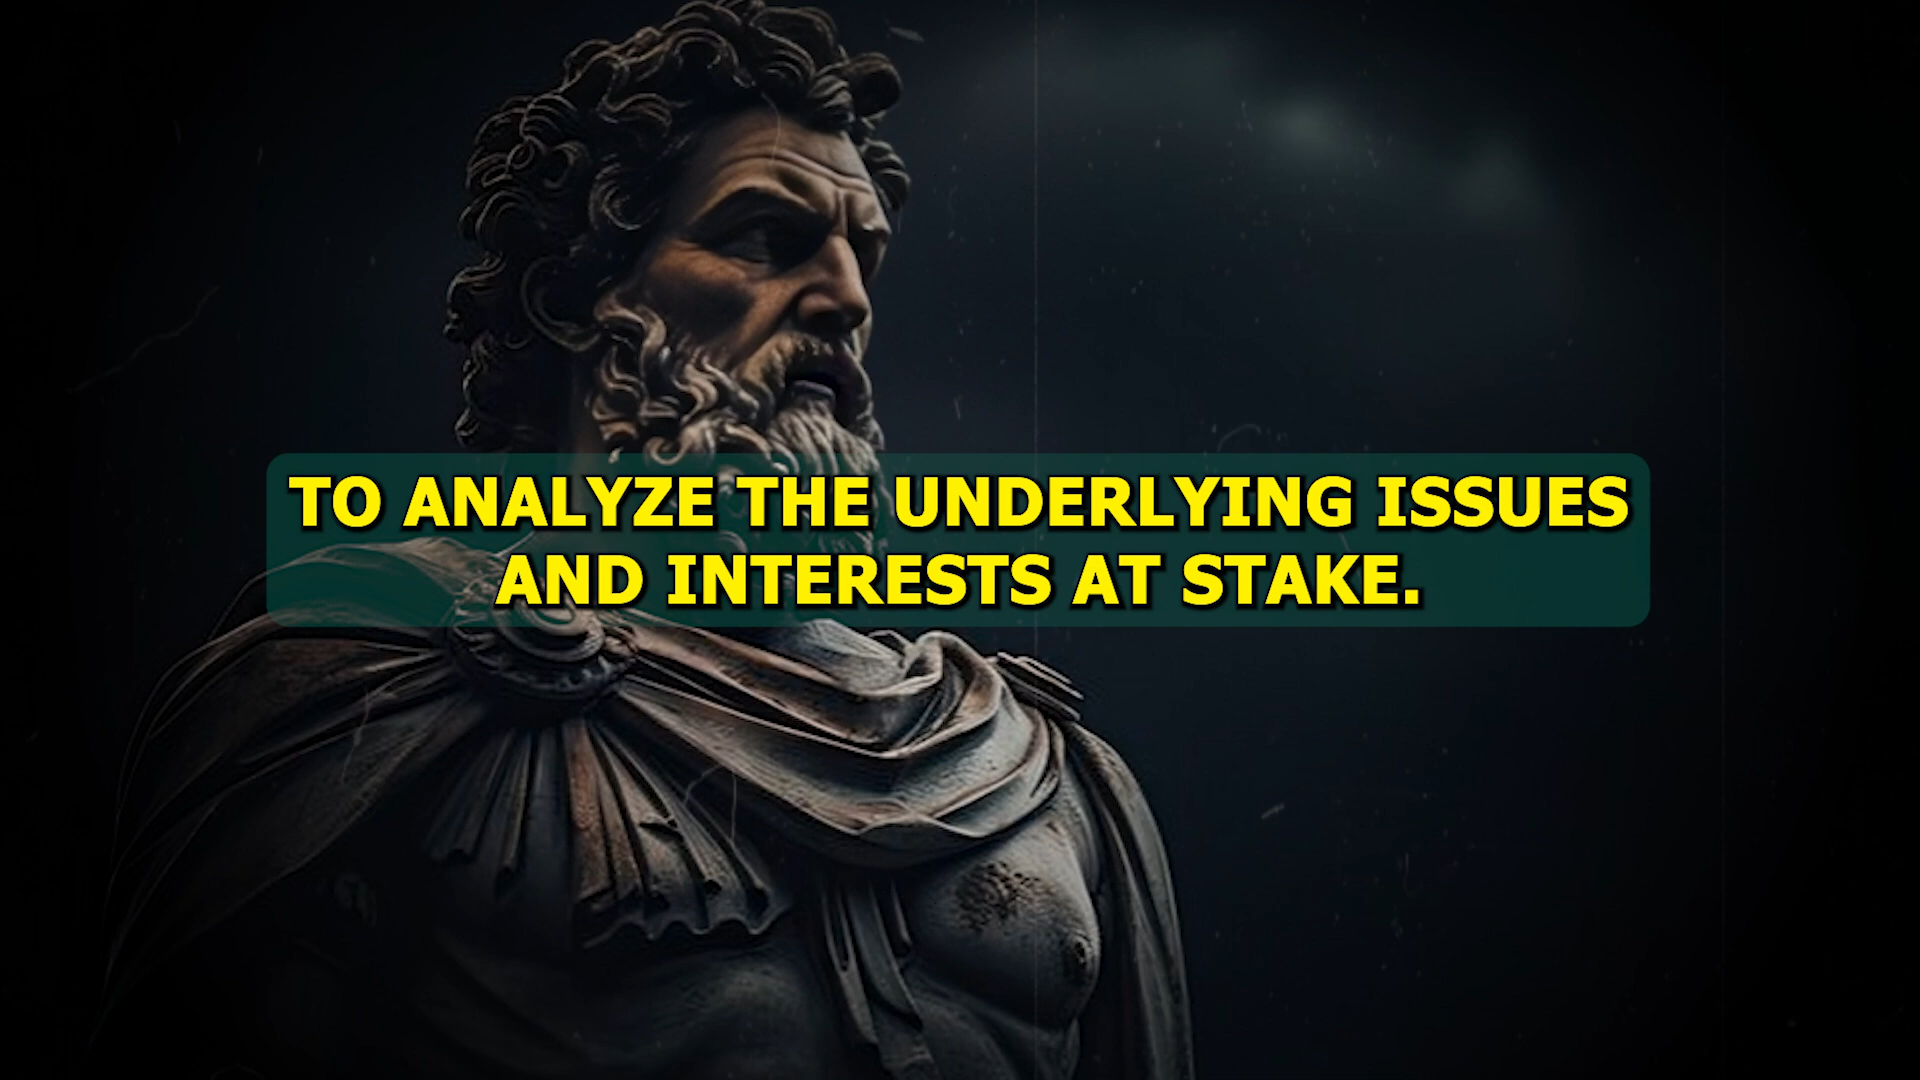 TO ANALYZE THE UNDERLYING ISSUES
AND INTERESTS AT STAKE.